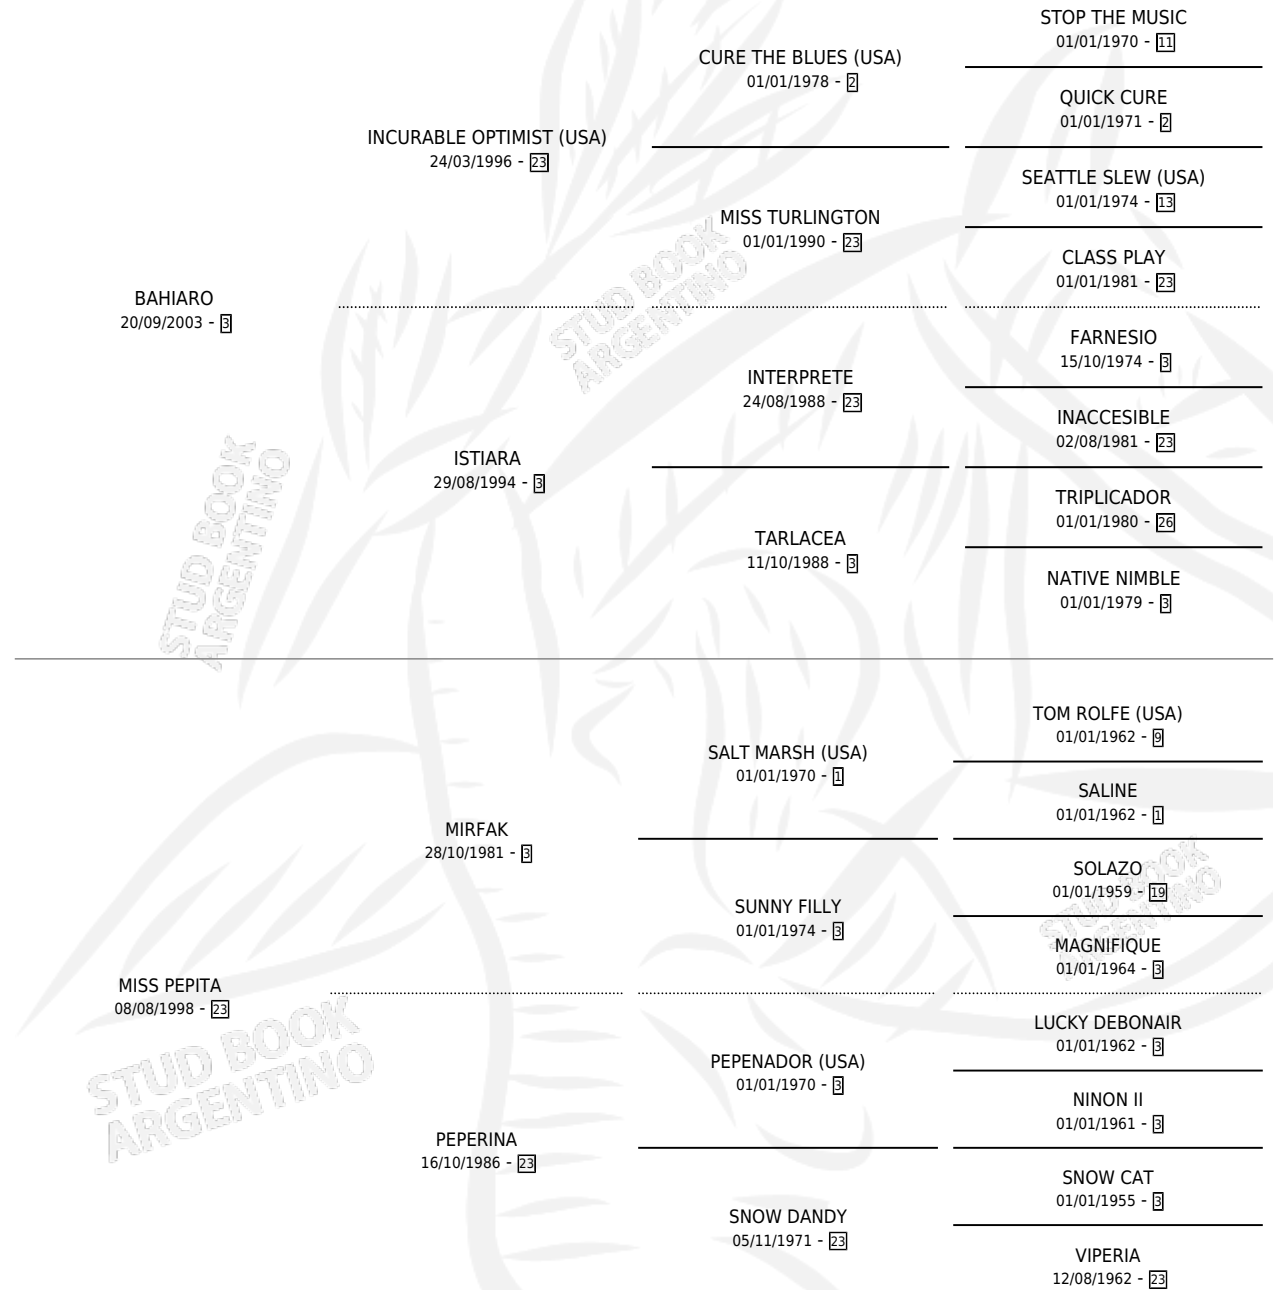 STOP THE MUSIC
01/01/1970 - 11
CURE THE BLUES (USA)
01/01/1978 - 2
QUICK CURE
01/01/1971 - 2
INCURABLE OPTIMIST (USA)
24/03/1996 - 23
SEATTLE SLEW (USA)
01/01/1974 - 13
MISS TURLINGTON
01/01/1990 - 23
CLASS PLAY
01/01/1981 - 23
BAHIARO
20/09/2003 - 3
FARNESIO
15/10/1974 - 3
INTERPRETE
24/08/1988 - 23
INACCESIBLE
02/08/1981 - 23
ISTIARA
29/08/1994 - 3
TRIPLICADOR
01/01/1980 - 26
TARLACEA
11/10/1988 - 3
NATIVE NIMBLE
01/01/1979 - 3
TOM ROLFE (USA)
01/01/1962 - 9
SALT MARSH (USA)
01/01/1970 - 1
SALINE
01/01/1962 - 1
MIRFAK
28/10/1981 - 3
SOLAZO
01/01/1959 - 19
SUNNY FILLY
01/01/1974 - 3
MAGNIFIQUE
01/01/1964 - 3
MISS PEPITA
08/08/1998 - 23
LUCKY DEBONAIR
01/01/1962 - 3
PEPENADOR (USA)
01/01/1970 - 3
NINON II
01/01/1961 - 3
PEPERINA
16/10/1986 - 23
SNOW CAT
01/01/1955 - 3
SNOW DANDY
05/11/1971 - 23
VIPERIA
12/08/1962 - 23
STUD BOOK
ARGENTINO
STUD BOOK
ARGENTINO
STUD BOOK
ARGENTINO
STUD BOOK
ARGENTINO